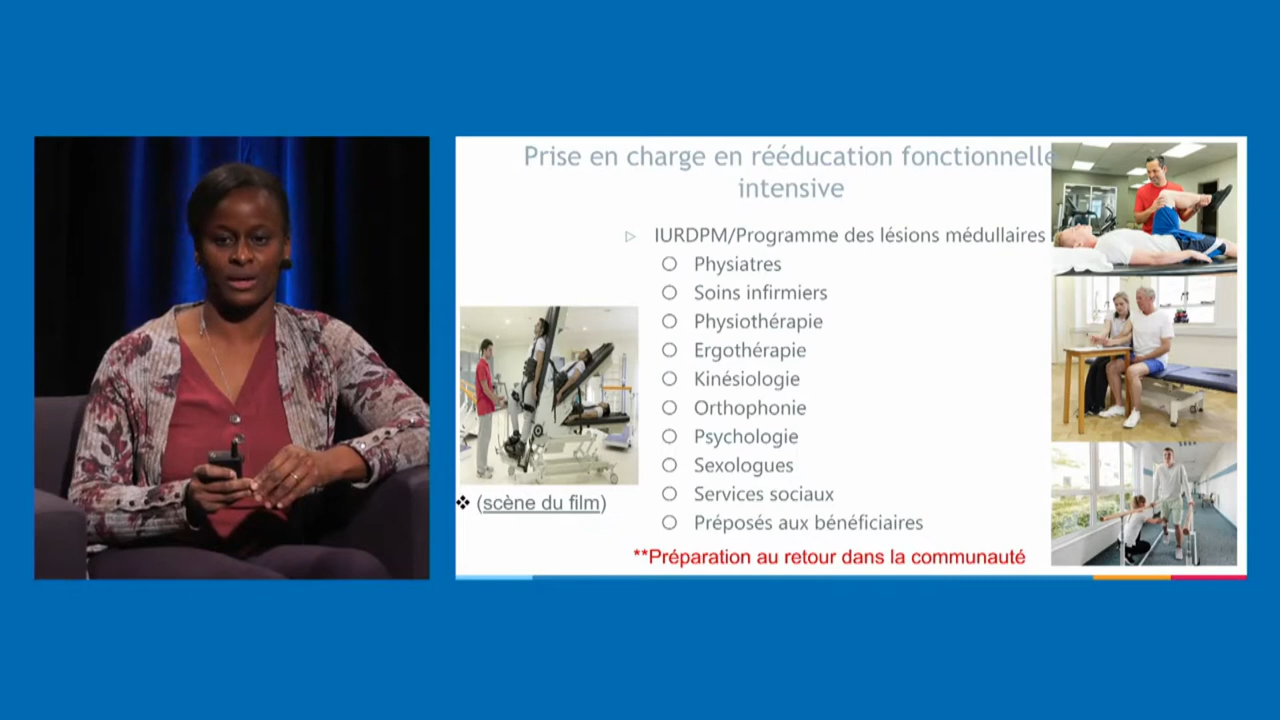 Prise en charge en rééducation fonctionnelle
intensive
IURDPM/Programme des lésions médullaires
Physiatres
Soins infirmiers
Physiothérapie
Ergothérapie
Kinésiologie
Orthophonie
Psychologie
Sexologues
Services sociaux
Préposés aux bénéficiaires
❖ (scène du film)
**Préparation au retour dans la communauté